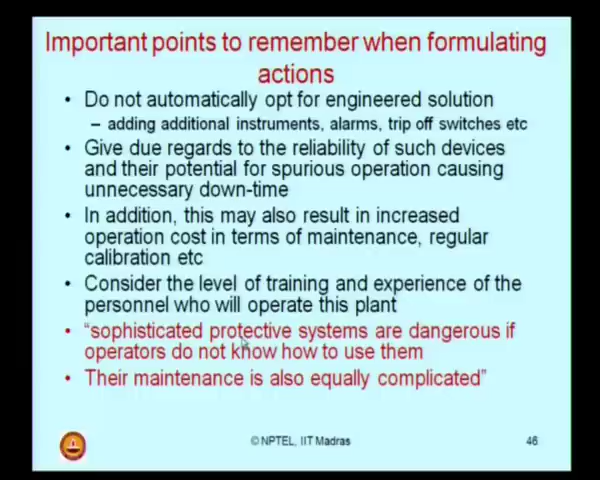 Important points to remember when formulating
actions
• Do not automatically opt for engineered solution
– adding additional instruments, alarms, trip off switches etc
• Give due regards to the reliability of such devices
and their potential for spurious operation causing
unnecessary down-time
• In addition, this may also result in increased
operation cost in terms of maintenance, regular
calibration etc
• Consider the level of training and experience of the
personnel who will operate this plant
• “sophisticated protective systems are dangerous if
operators do not know how to use them
• Their maintenance is also equally complicated”
© NPTEL, IIT Madras
46